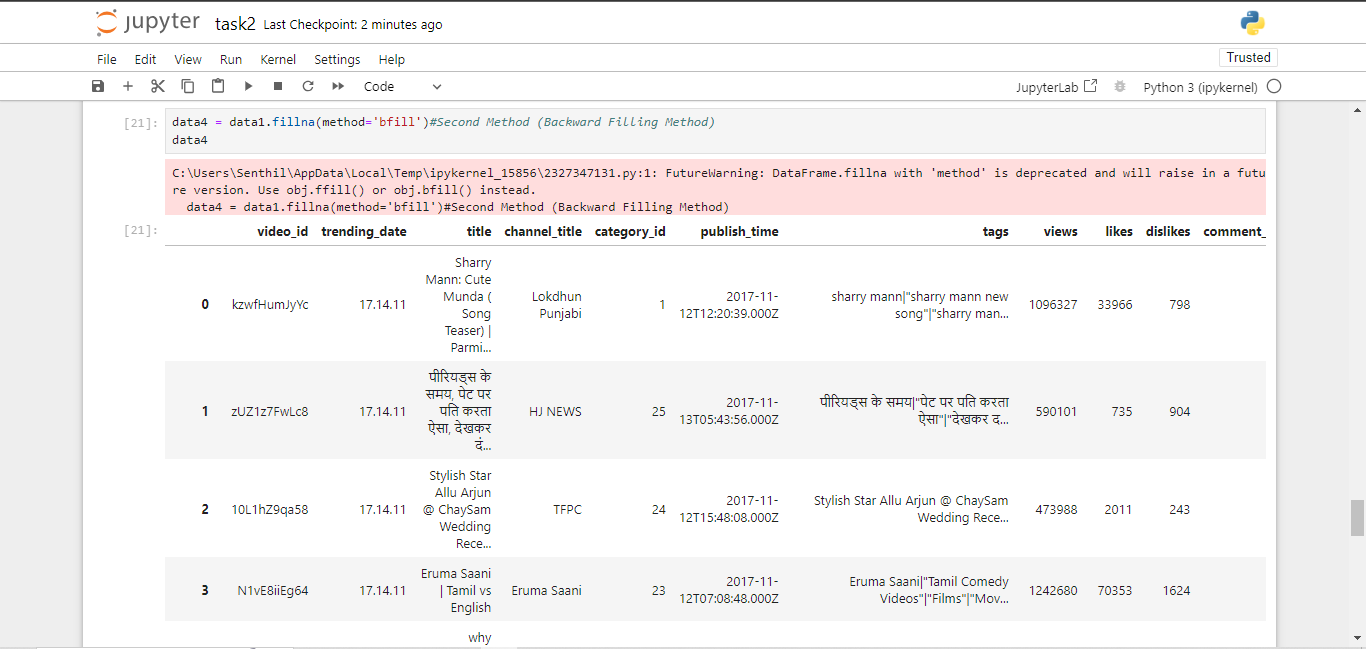 jupyter task2 Last Checkpoint: 2 minutes ago
File Edit View Run Kernel Settings Help
Trusted
Code
JupyterLab
Python 3 (ipykernel)
[21]: data4 = data1.fillna(method='bfill')#Second Method (Backward Filling Method)
data4
C:\Users\Senthil\AppData\Local\Temp\ipykernel_15856\2327347131.py:1: FutureWarning: DataFrame.fillna with 'method' is deprecated and will raise in a futu
re version. Use obj.ffill() or obj.bfill() instead.
data4 = data1.fillna(method='bfill')#Second Method (Backward Filling Method)
[21]: video_id trending_date title channel_title category_id publish_time tags views likes dislikes comment_
0 kzwfHumJyYc 17.14.11
Sharry
Mann: Cute
Munda (
Song
Teaser) |
Parmi...
Lokdhun
Punjabi
1
2017-11-
12T12:20:39.000Z
sharry mann|"sharry mann new
song"|"sharry man...
1096327 33966 798
1 zUZ1z7FwLc8 17.14.11
पीरियड्स के
समय, पेट पर
पति करता
ऐसा, देखकर
दं...
HJ NEWS
25
2017-11-
13T05:43:56.000Z
पीरियड्स के समय|"पेट पर पति करता
ऐसा"|"देखकर द...
590101 735 904
2 10L1hZ9qa58 17.14.11
Stylish Star
Allu Arjun
@ ChaySam
Wedding
Rece...
TFPC
24
2017-11-
12T15:48:08.000Z
Stylish Star Allu Arjun @ ChaySam
Wedding Rece...
473988 2011 243
3 N1vE8iiEg64 17.14.11
Eruma Saani
| Tamil vs
English
Eruma Saani
23
2017-11-
12T07:08:48.000Z
Eruma Saani|"Tamil Comedy
Videos"|"Films"|"Mov...
1242680 70353 1624
why